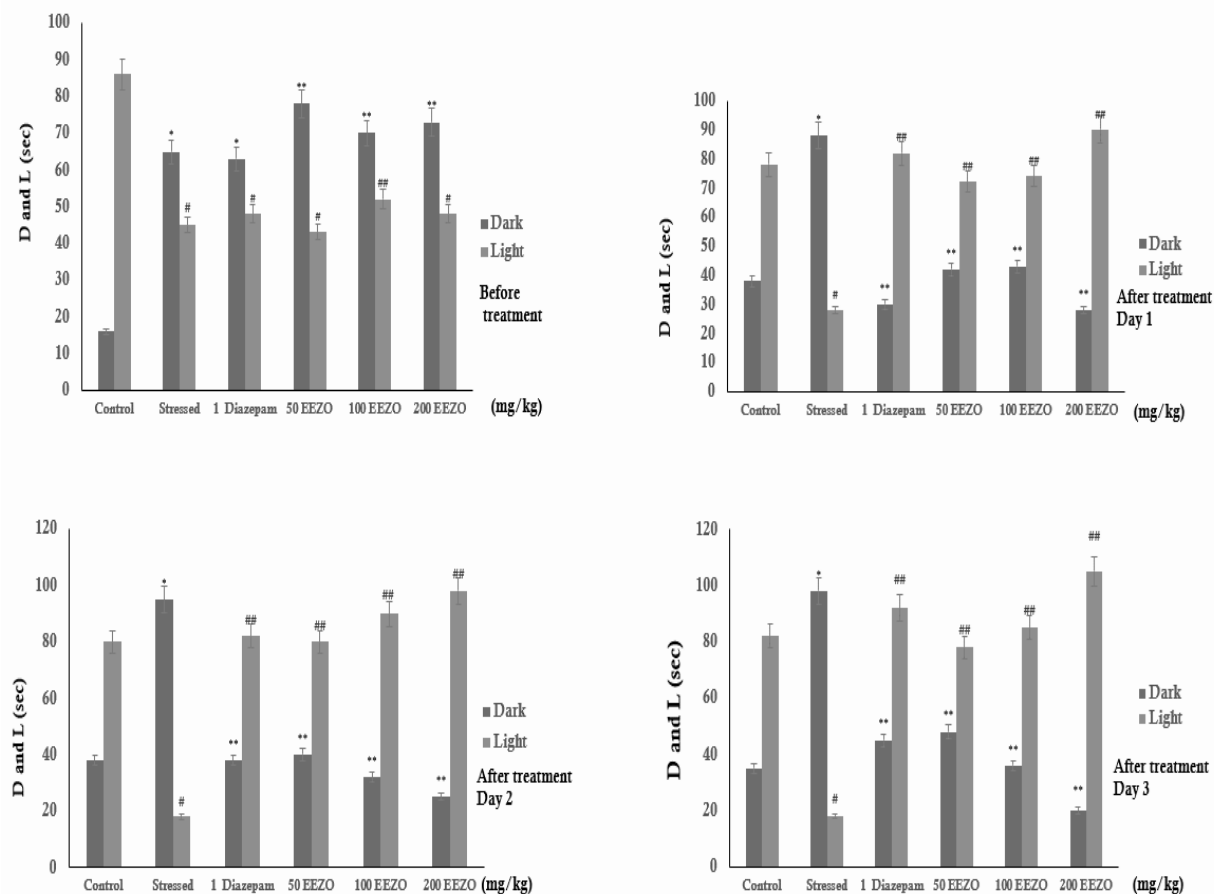 100
90
80
70
60
50
40
30
20
10
0
D and L (sec)
* * ** ** **
# # # ## #
Dark
Light
Before
treatment
Control Stressed 1 Diazepam 50 EEZO 100 EEZO 200 EEZO (mg/kg)
100
90
80
70
60
50
40
30
20
10
0
D and L (sec)
* ## ## ## ##
# ** ** ** **
Dark
Light
After treatment
Day 1
Control Stressed 1 Diazepam 50 EEZO 100 EEZO 200 EEZO (mg/kg)
120
100
80
60
40
20
0
D and L (sec)
* ## ## ## ##
# ** ** ** **
Dark
Light
After treatment
Day 2
Control Stressed 1 Diazepam 50 EEZO 100 EEZO 200 EEZO (mg/kg)
120
100
80
60
40
20
0
D and L (sec)
* ## ## ## ##
# ** ** ** **
Dark
Light
After treatment
Day 3
Control Stressed 1 Diazepam 50 EEZO 100 EEZO 200 EEZO (mg/kg)